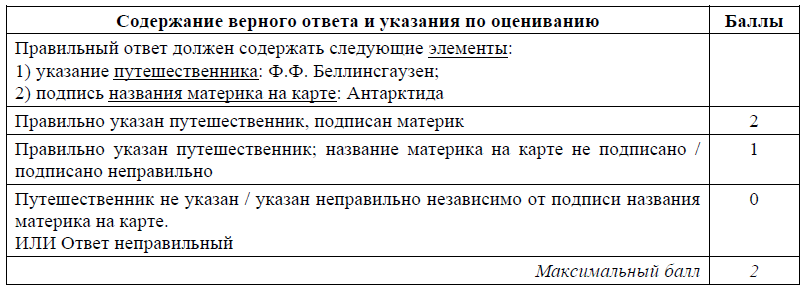 Содержание верного ответа и указания по оцениванию
Баллы
Правильный ответ должен содержать следующие элементы:
1) указание путешественника: Ф.Ф. Беллинсгаузен;
2) подпись названия материка на карте: Антарктида
Правильно указан путешественник, подписан материк
2
Правильно указан путешественник; название материка на карте не подписано /
подписано неправильно
1
Путешественник не указан / указан неправильно независимо от подписи названия
материка на карте.
ИЛИ Ответ неправильный
0
Максимальный балл
2